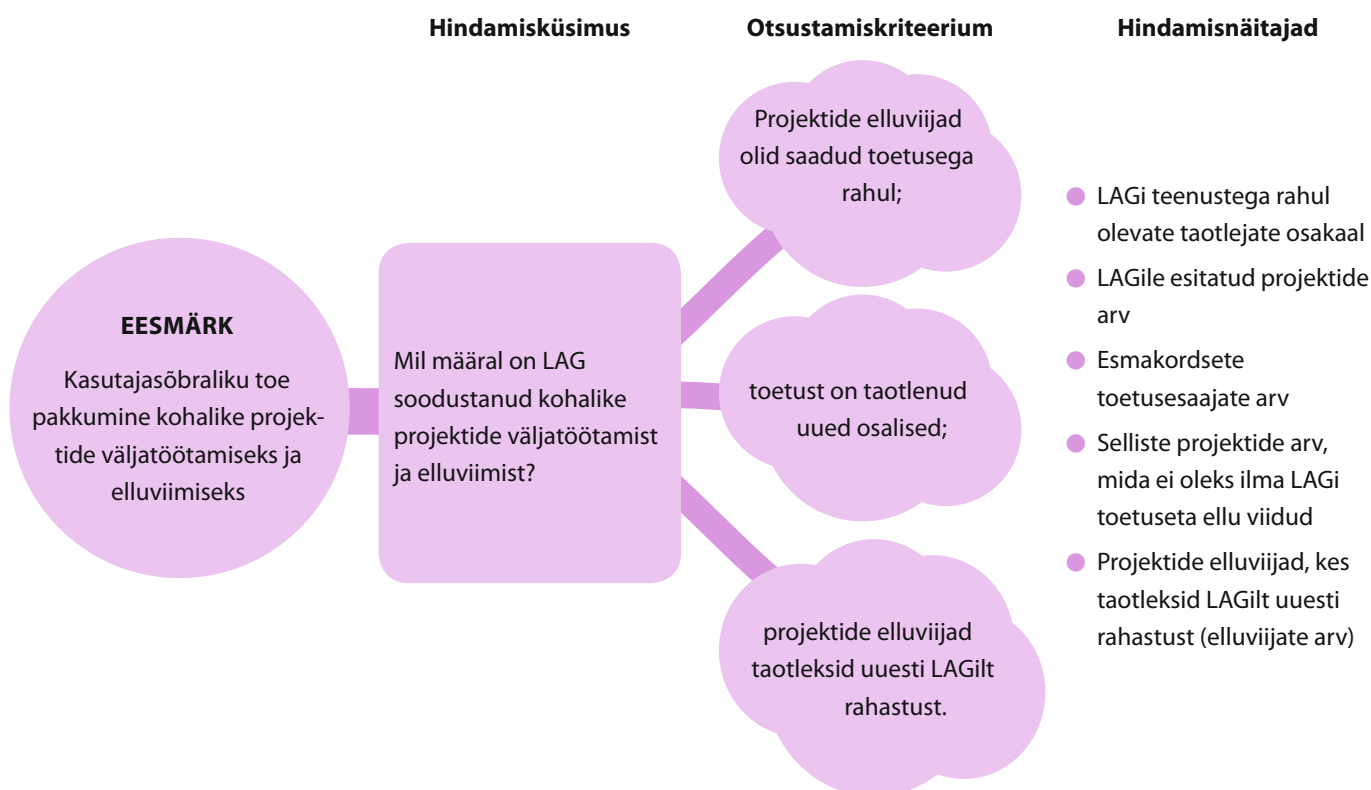 Hindamisküsimus
Otsustamiskriteerium
Hindamisnäitajad
EESMÄRK
Kasutajasõbraliku toe
pakkumine kohalike projek-
tide väljatöötamiseks ja
elluviimiseks
Mil määral on LAG
soodustanud kohalike
projektide väljatöötamist
ja elluviimist?
Projektide elluviijad
olid saadud toetusega
rahul;
toetust on taotlenud
uued osalised;
projektide elluviijad
taotleksid uuesti LAGilt
rahastust.
LAGi teenustega rahul
olevate taotlejate osakaal
LAGile esitatud projektide
arv
Esmakordsete
toetusesaajate arv
Selliste projektide arv,
mida ei oleks ilma LAGi
toetuseta ellu viidud
Projektide elluviijad, kes
taotleksid LAGilt uuesti
rahastust (elluviijate arv)